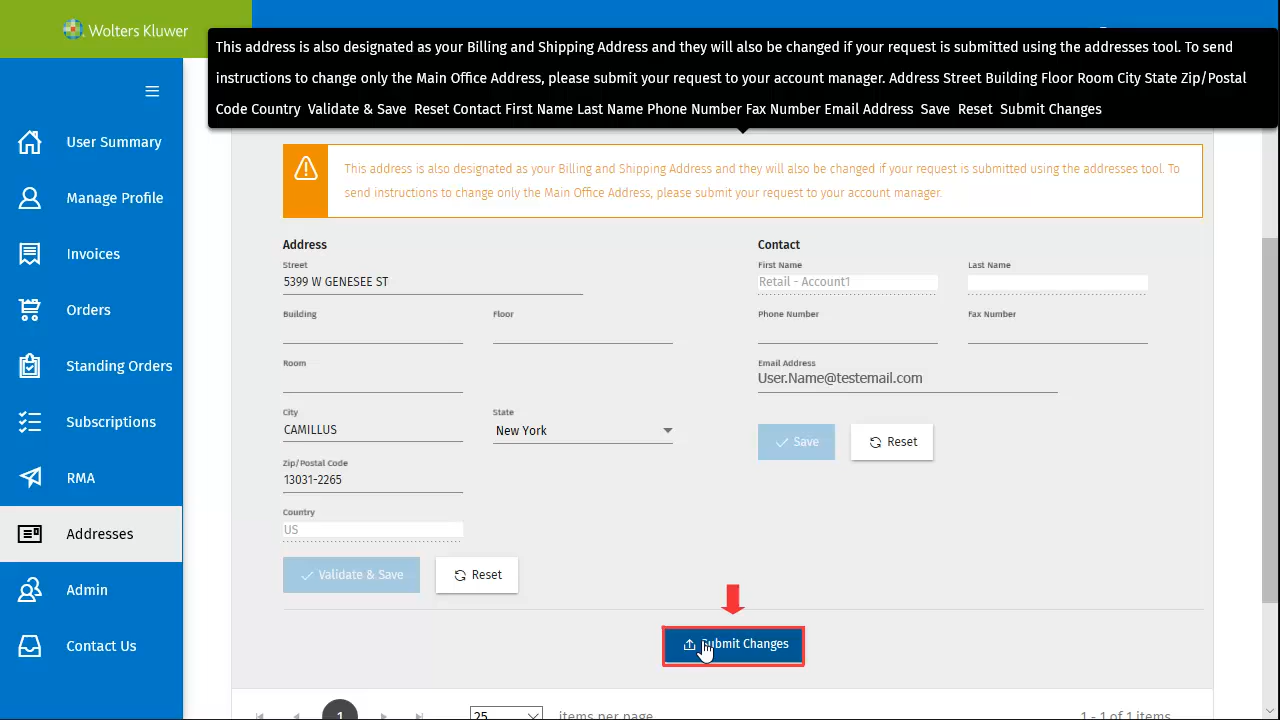 Wolters Kluwer
This address is also designated as your Billing and Shipping Address and they will also be changed if your request is submitted using the addresses tool. To send
instructions to change only the Main Office Address, please submit your request to your account manager. Address Street Building Floor Room City State Zip/Postal
Code Country Validate & Save Reset Contact First Name Last Name Phone Number Fax Number Email Address Save Reset Submit Changes
User Summary
Manage Profile
Invoices
Orders
Standing Orders
Subscriptions
RMA
Addresses
Admin
Contact Us
This address is also designated as your Billing and Shipping Address and they will also be changed if your request is submitted using the addresses tool. To
send instructions to change only the Main Office Address, please submit your request to your account manager.
Address
Street
5399 W GENESEE ST
Building Floor
Room
City State
CAMILLUS New York
Zip/Postal Code
13031-2265
Country
US
Validate & Save Reset
Contact
First Name Last Name
Retail - Account1
Phone Number Fax Number
Email Address
User.Name@testemail.com
Save Reset
Submit Changes
1 25 items per page 1 - 1 of 1 items